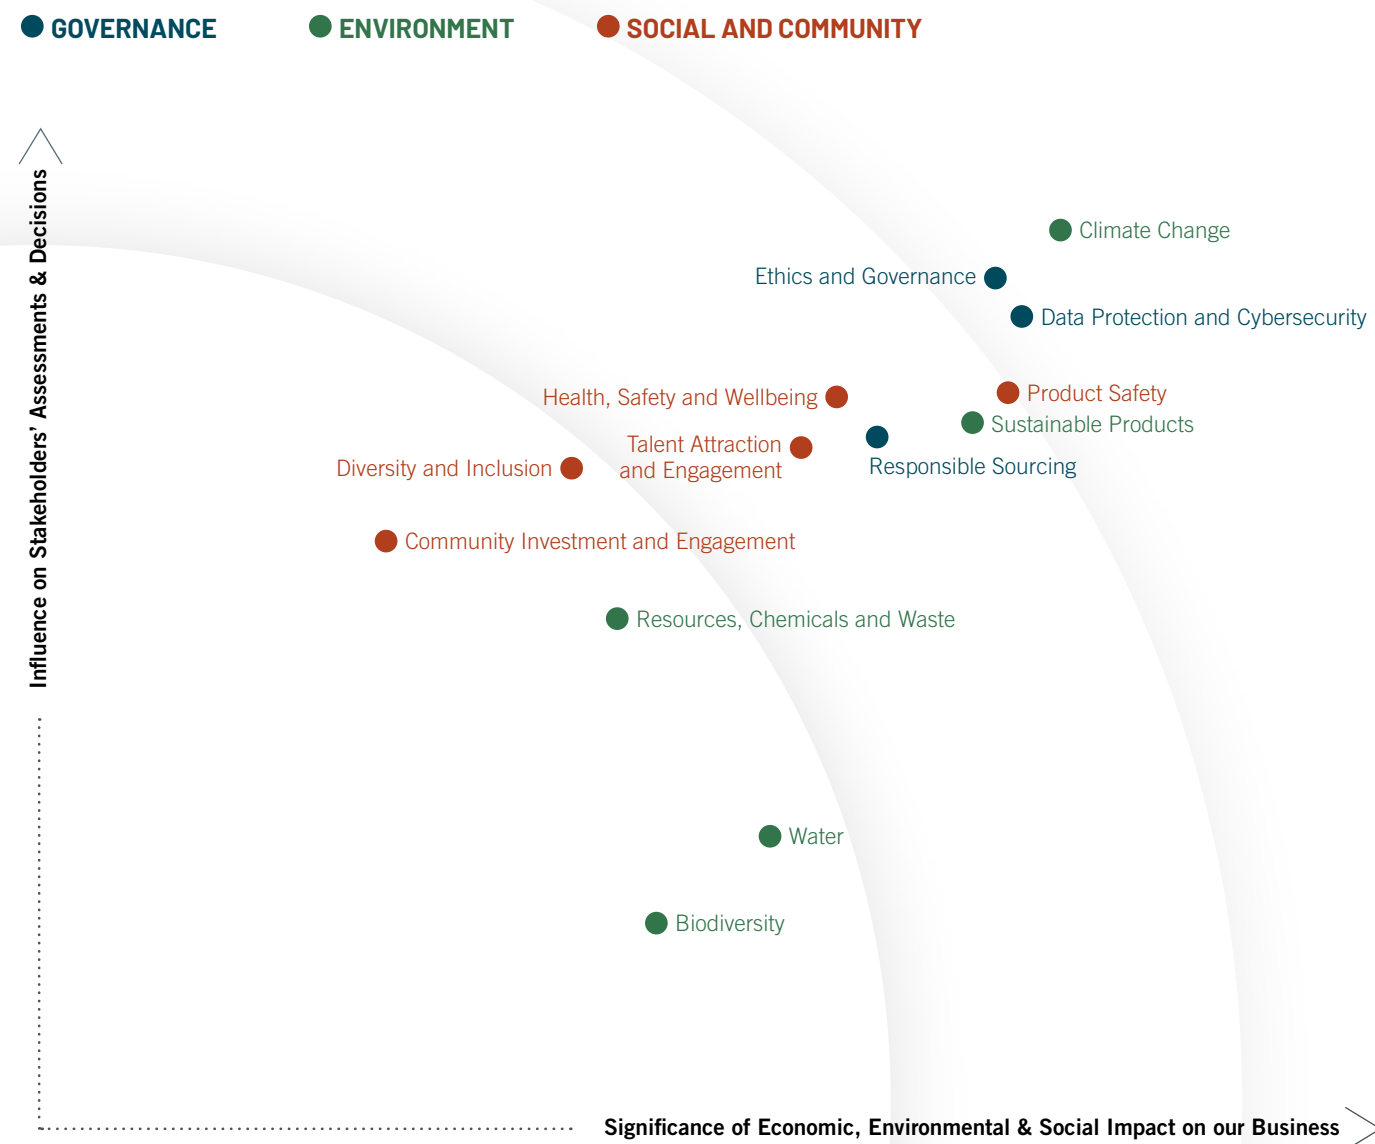 GOVERNANCE
ENVIRONMENT
SOCIAL AND COMMUNITY
Influence on Stakeholders’ Assessments & Decisions
Climate Change
Ethics and Governance
Data Protection and Cybersecurity
Health, Safety and Wellbeing
Product Safety
Sustainable Products
Talent Attraction
and Engagement
Responsible Sourcing
Diversity and Inclusion
Community Investment and Engagement
Resources, Chemicals and Waste
Water
Biodiversity
Significance of Economic, Environmental & Social Impact on our Business